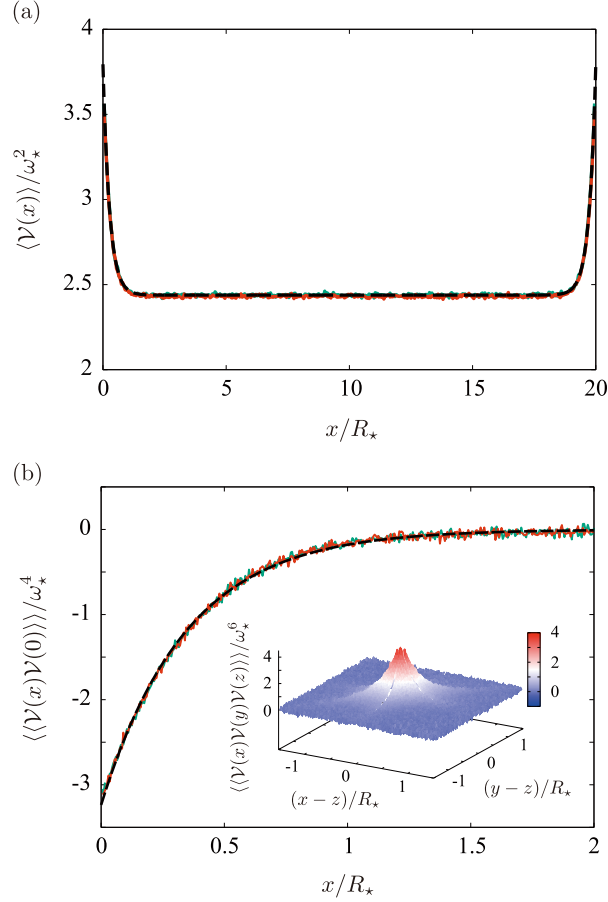 (a)
4
3.5
3
2.5
2
⟨𝒱(x)⟩/ω⋆²
0 5 10 15 20
x/R⋆
(b)
0
-1
-2
-3
⟨⟨𝒱(x)𝒱(0)⟩⟩/ω⋆⁴
⟨⟨𝒱(x)𝒱(y)𝒱(z)⟩⟩/ω⋆⁶
4
2
0
4
2
0
-1 0 1
(x − z)/R⋆
-1 0 1
(y − z)/R⋆
0 0.5 1 1.5 2
x/R⋆